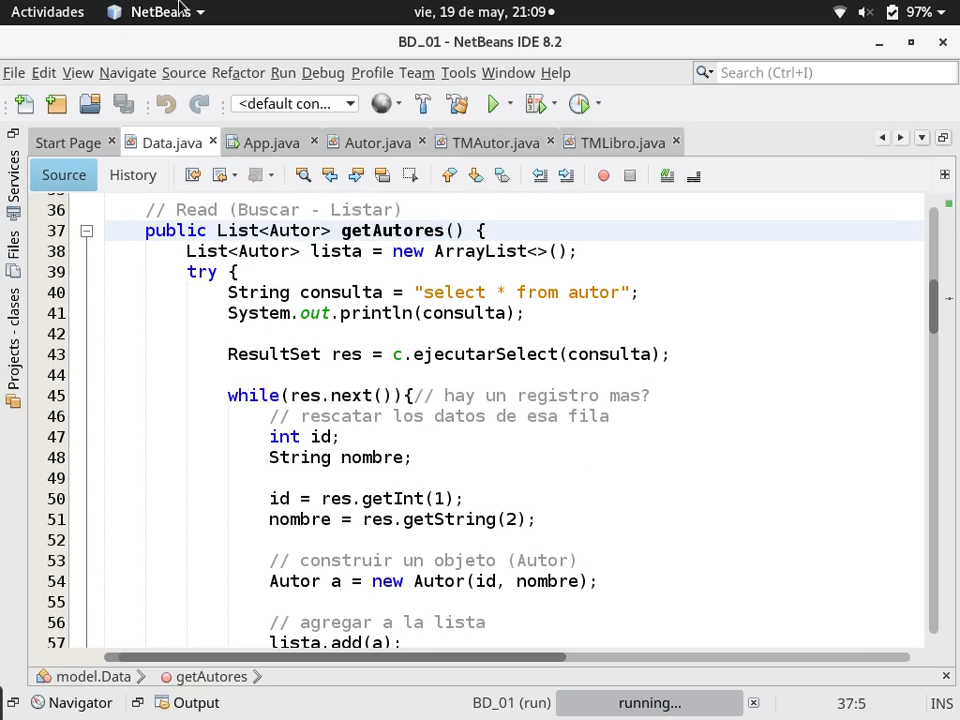 Actividades NetBeans vie, 19 de may, 21:09 97%
BD_01 - NetBeans IDE 8.2
File Edit View Navigate Source Refactor Run Debug Profile Team Tools Window Help Search (Ctrl+I)
<default con...
Start Page Data.java App.java Autor.java TMAutor.java TMLibro.java
Source History
Services
Files
Projects - clases
36 // Read (Buscar - Listar)
37 public List<Autor> getAutores() {
38 List<Autor> lista = new ArrayList<>();
39 try {
40 String consulta = "select * from autor";
41 System.out.println(consulta);
42
43 ResultSet res = c.ejecutarSelect(consulta);
44
45 while(res.next()){// hay un registro mas?
46 // rescatar los datos de esa fila
47 int id;
48 String nombre;
49
50 id = res.getInt(1);
51 nombre = res.getString(2);
52
53 // construir un objeto (Autor)
54 Autor a = new Autor(id, nombre);
55
56 // agregar a la lista
57 lista.add(a);
model.Data getAutores
Navigator Output BD_01 (run) running... 37:5 INS